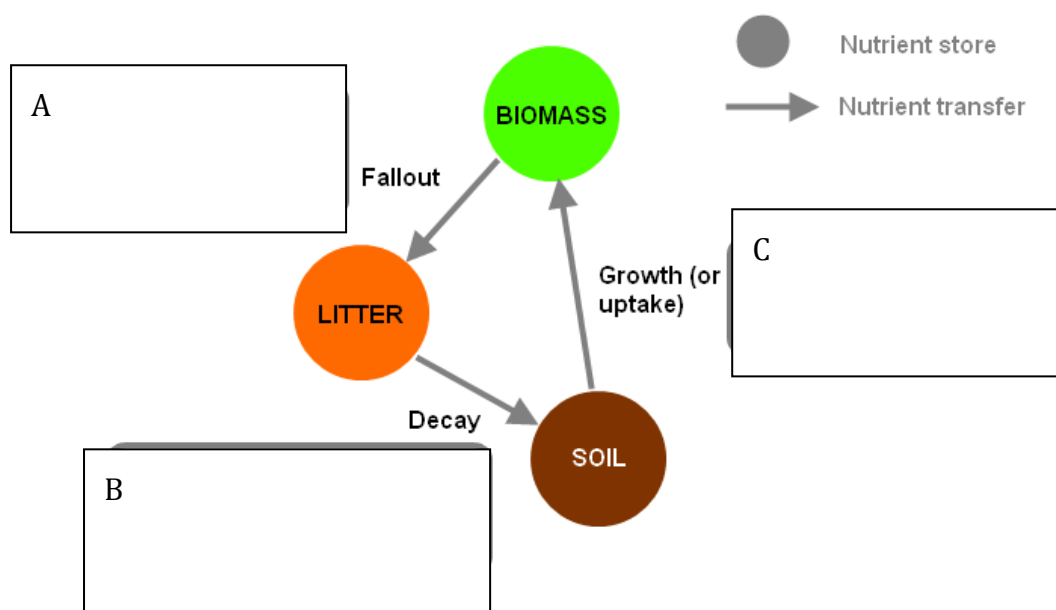 Nutrient store
Nutrient transfer
A
BIOMASS
Fallout
C
Growth (or
uptake)
LITTER
Decay
SOIL
B